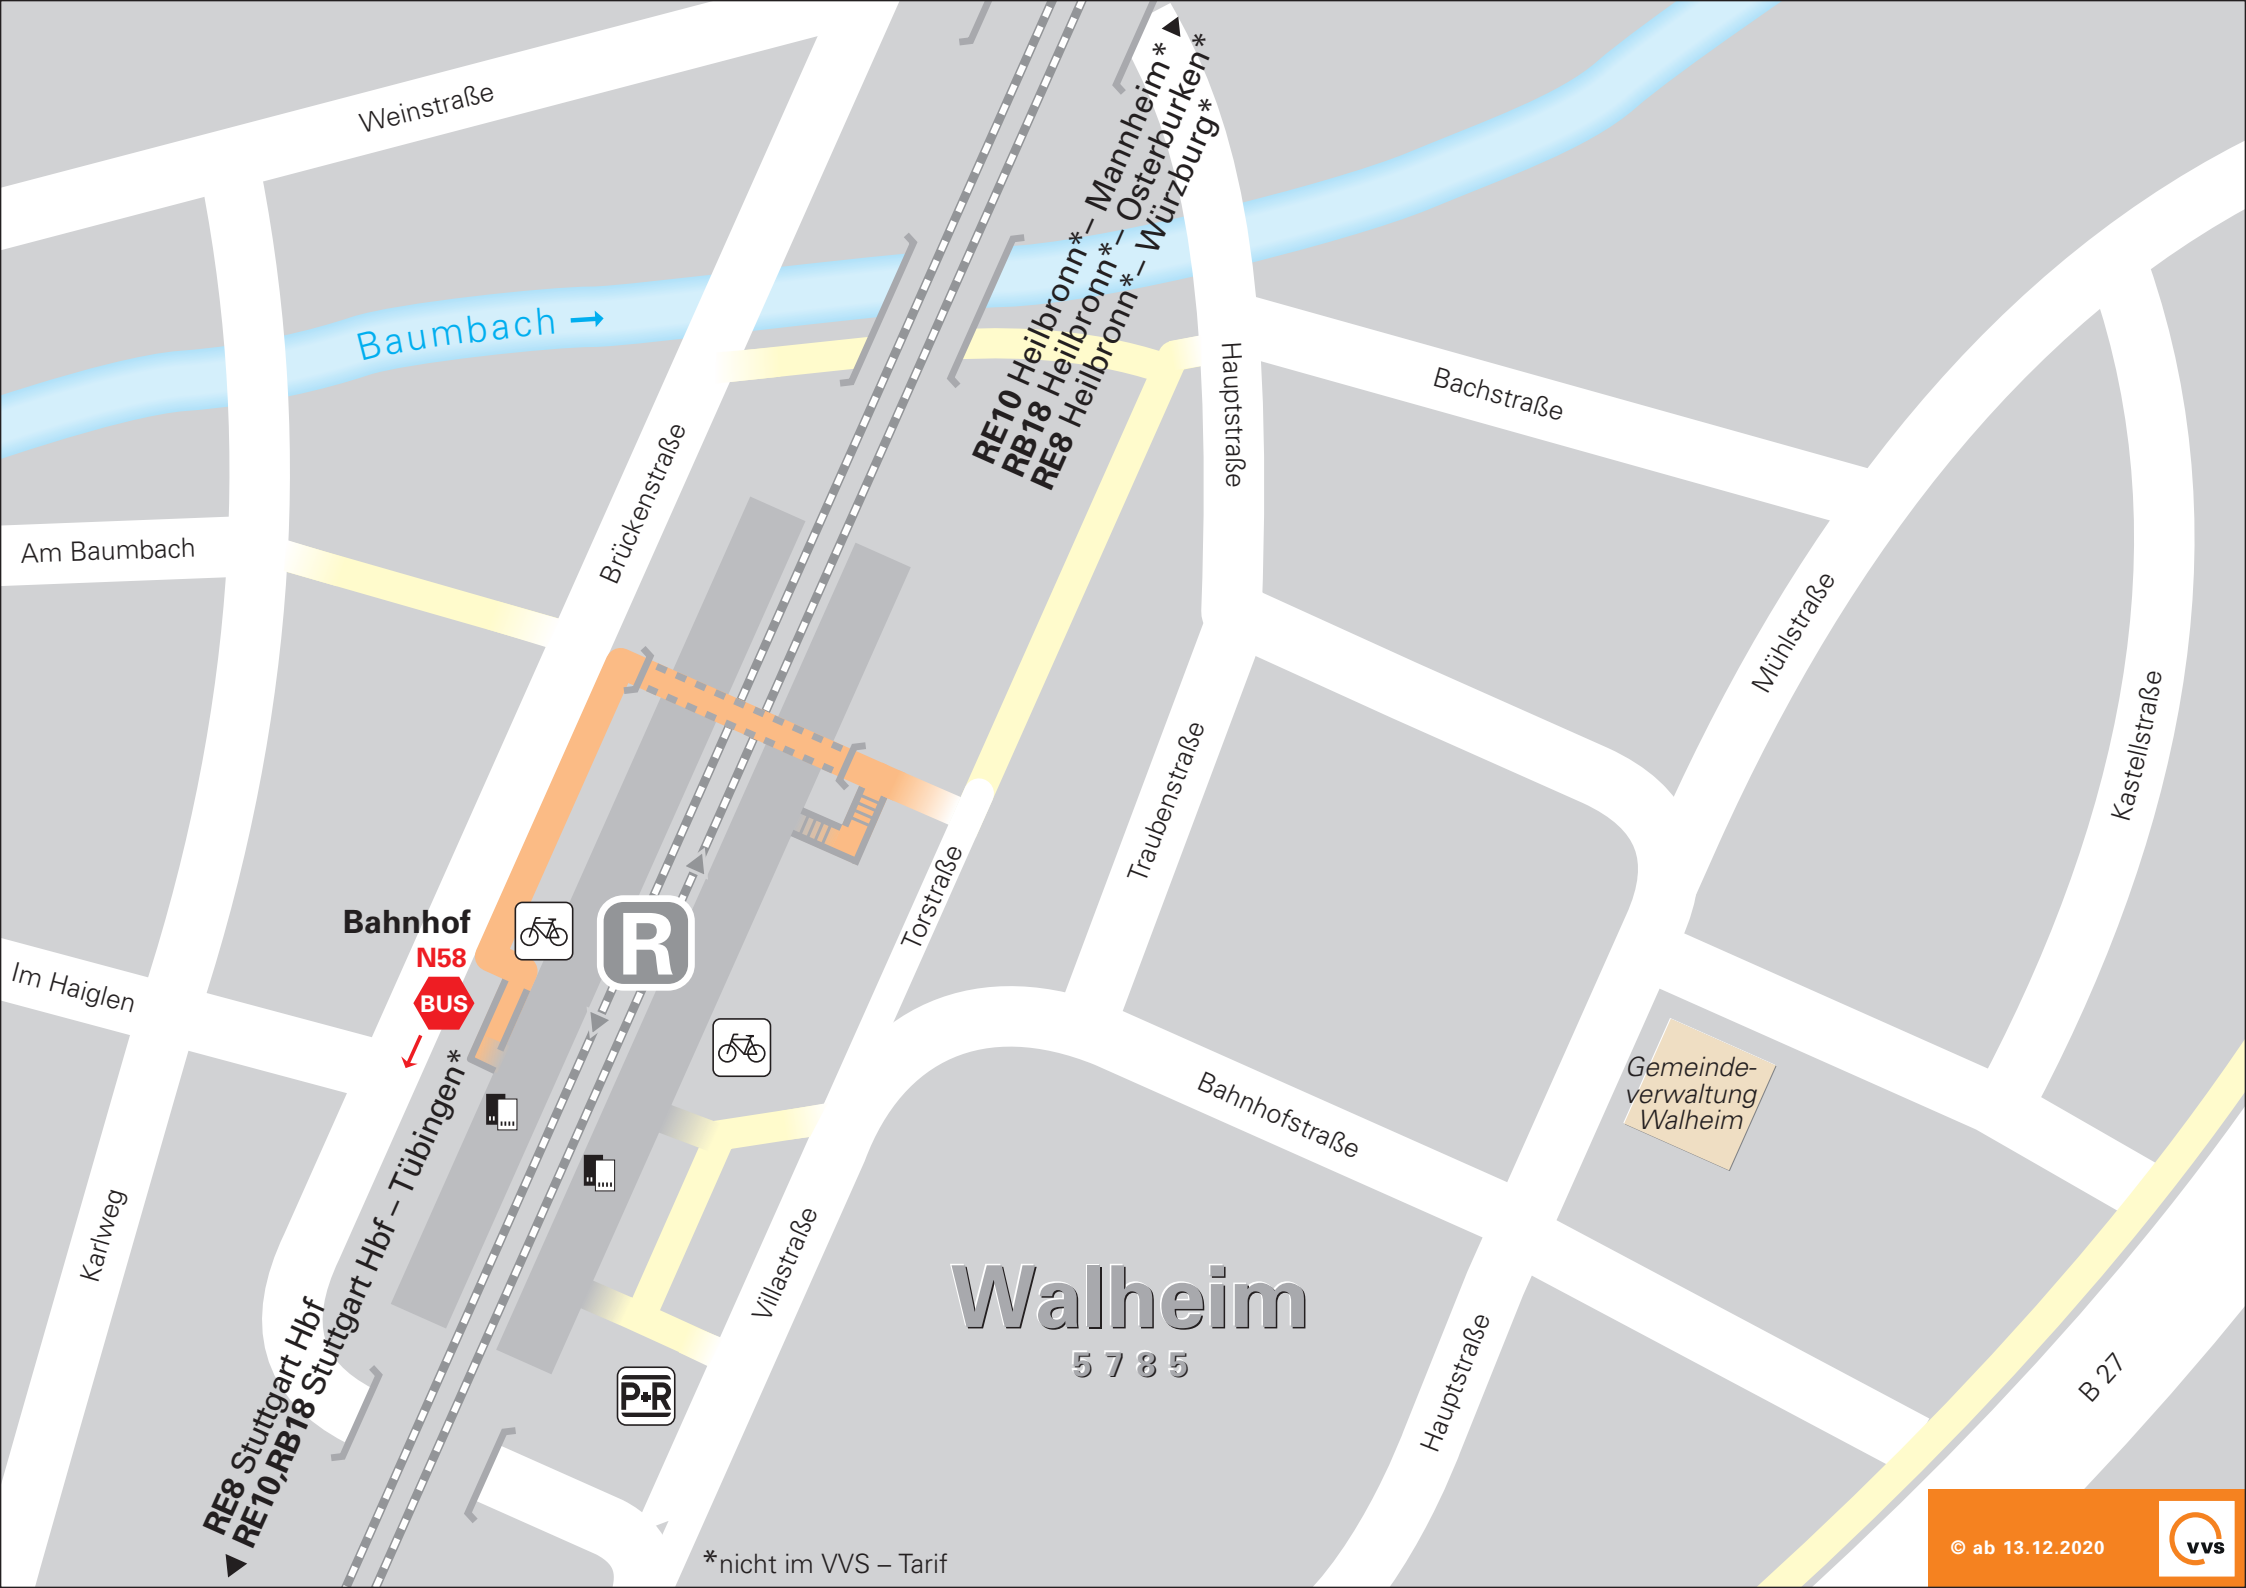 Weinstraße
RE10 Heilbronn*– Mannheim*
RB18 Heilbronn*– Osterburken*
RE8 Heilbronn*– Würzburg*
Baumbach →
Hauptstraße
Bachstraße
Brückenstraße
Am Baumbach
Mühlstraße
Kastellstraße
Traubenstraße
Torstraße
Bahnhof
N58
BUS
R
Im Haiglen
Gemeinde-
verwaltung
Walheim
Bahnhofstraße
Karlweg
Villastraße
RE8 Stuttgart Hbf
RE10,RB18 Stuttgart Hbf – Tübingen*
Walheim
5785
P+R
Hauptstraße
B 27
*nicht im VVS – Tarif
© ab 13.12.2020
VVS